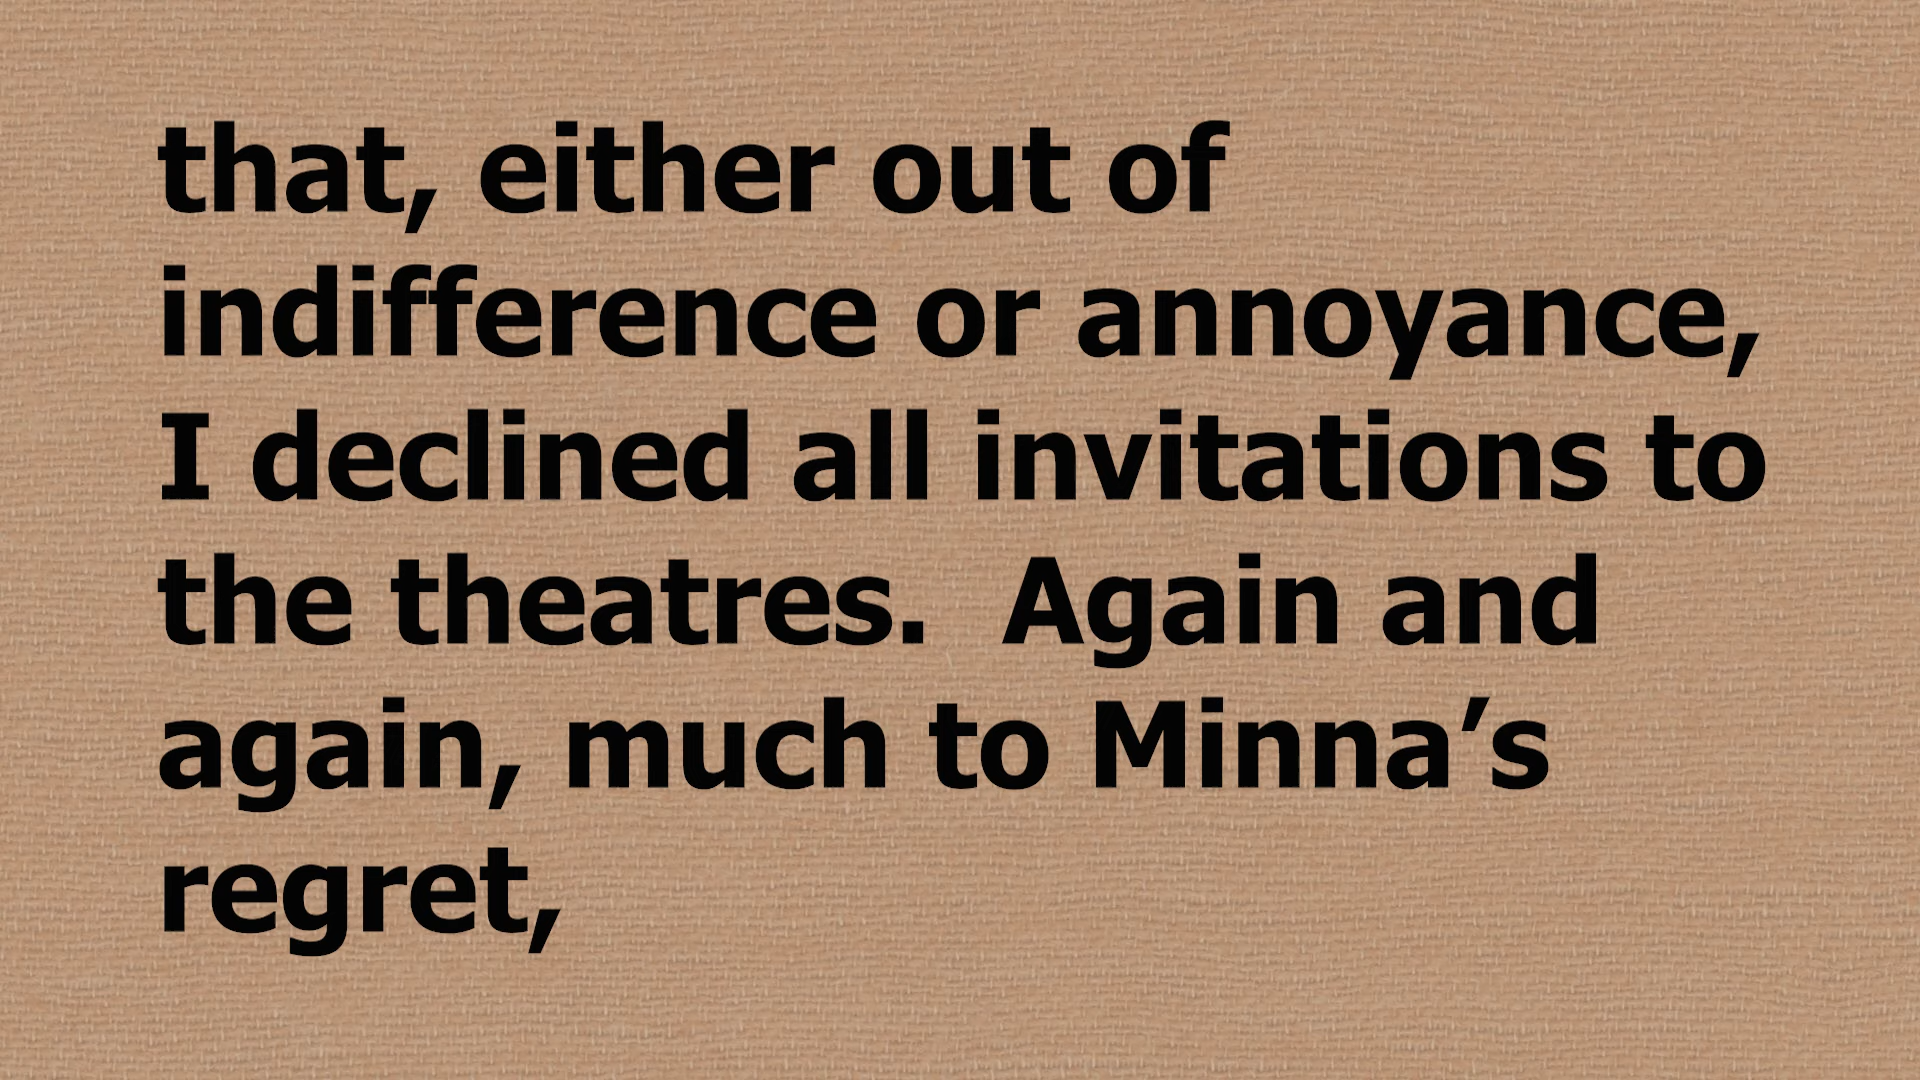 that, either out of
indifference or annoyance,
I declined all invitations to
the theatres.  Again and
again, much to Minna’s
regret,